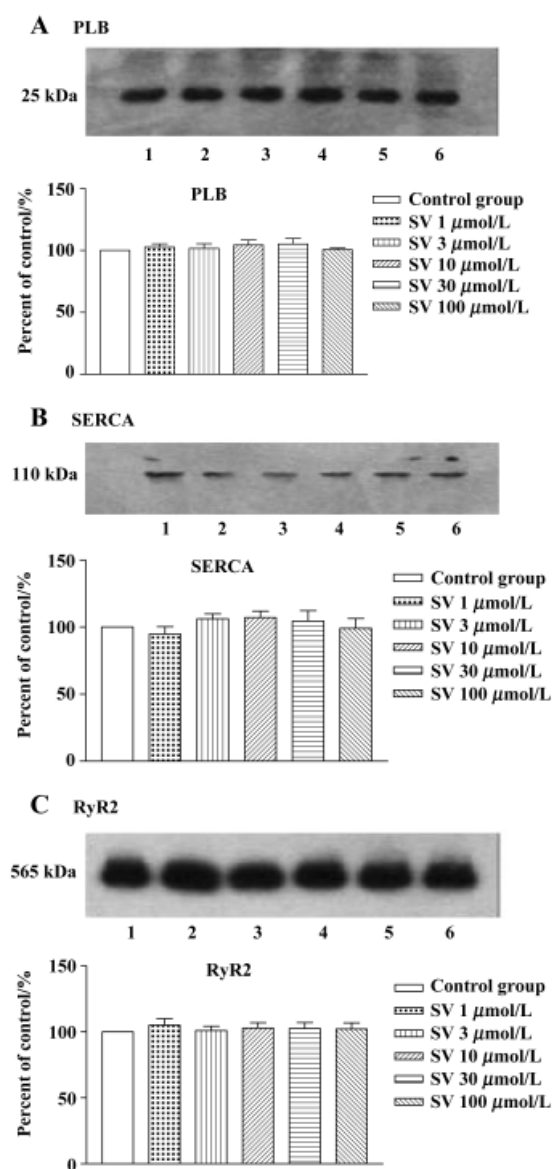 A PLB
25 kDa
1 2 3 4 5 6
PLB
Percent of control/%
150
100
50
0
Control group
SV 1 μmol/L
SV 3 μmol/L
SV 10 μmol/L
SV 30 μmol/L
SV 100 μmol/L
B SERCA
110 kDa
1 2 3 4 5 6
SERCA
Percent of control/%
150
100
50
0
Control group
SV 1 μmol/L
SV 3 μmol/L
SV 10 μmol/L
SV 30 μmol/L
SV 100 μmol/L
C RyR2
565 kDa
1 2 3 4 5 6
RyR2
Percent of control/%
150
100
50
0
Control group
SV 1 μmol/L
SV 3 μmol/L
SV 10 μmol/L
SV 30 μmol/L
SV 100 μmol/L